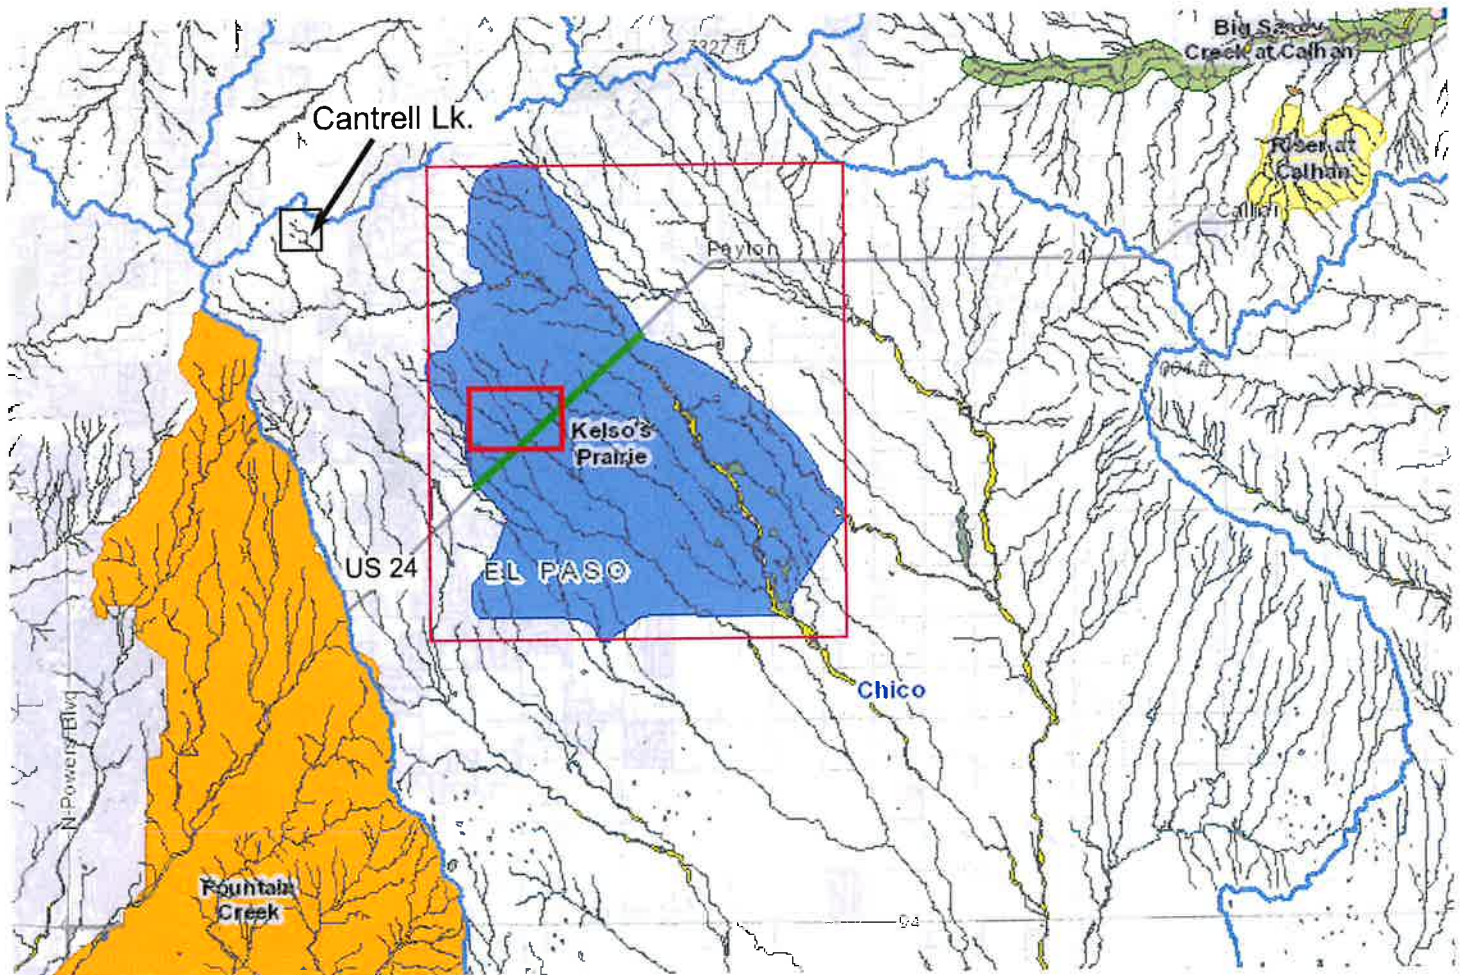 Big Sandy
Creek at Calhan
Cantrell Lk.
Riser at
Calhan
Calhan
Peyton
24
Kelso's
Prairie
US 24
EL PASO
Chico
N Powers Blvd
Fountain
Creek
94